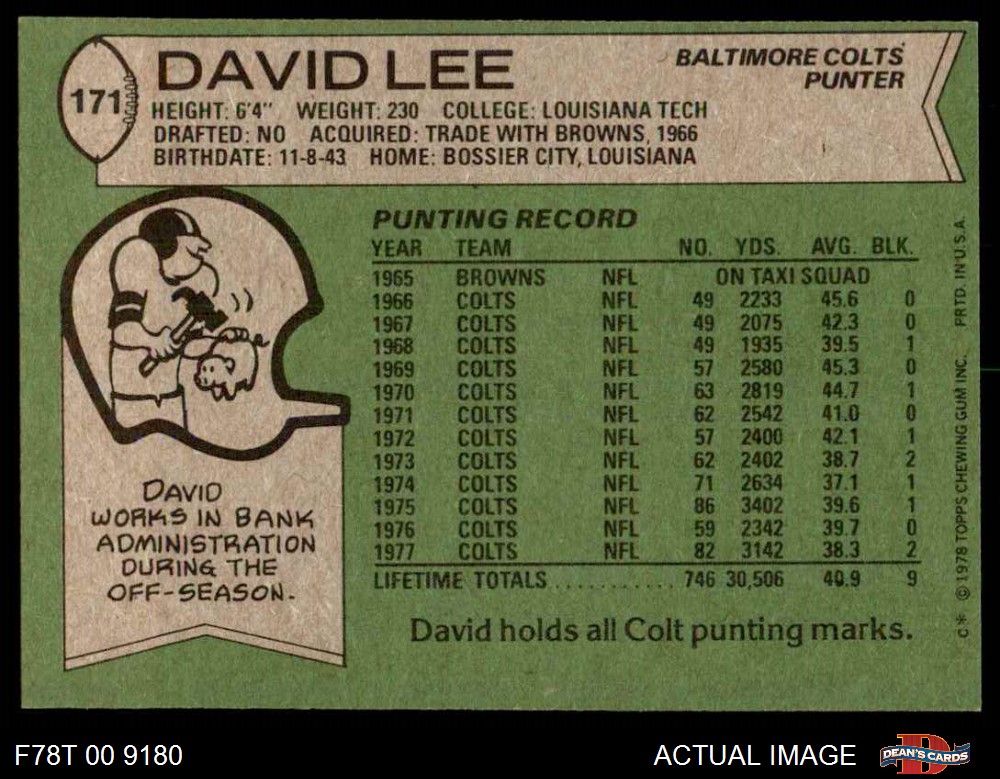 171
DAVID LEE
BALTIMORE COLTS
PUNTER
HEIGHT: 6'4" WEIGHT: 230 COLLEGE: LOUISIANA TECH
DRAFTED: NO ACQUIRED: TRADE WITH BROWNS, 1966
BIRTHDATE: 11-8-43 HOME: BOSSIER CITY, LOUISIANA
DAVID
WORKS IN BANK
ADMINISTRATION
DURING THE
OFF-SEASON.
PUNTING RECORD
YEAR TEAM NO. YDS. AVG. BLK.
1965 BROWNS NFL ON TAXI SQUAD
1966 COLTS NFL 49 2233 45.6 0
1967 COLTS NFL 49 2075 42.3 0
1968 COLTS NFL 49 1935 39.5 1
1969 COLTS NFL 57 2580 45.3 0
1970 COLTS NFL 63 2819 44.7 1
1971 COLTS NFL 62 2542 41.0 0
1972 COLTS NFL 57 2400 42.1 1
1973 COLTS NFL 62 2402 38.7 2
1974 COLTS NFL 71 2634 37.1 1
1975 COLTS NFL 86 3402 39.6 1
1976 COLTS NFL 59 2342 39.7 0
1977 COLTS NFL 82 3142 38.3 2
LIFETIME TOTALS ........... 746 30,506 40.9 9
David holds all Colt punting marks.
C* © 1978 TOPPS CHEWING GUM INC. PRTD. IN U.S.A.
F78T 00 9180
ACTUAL IMAGE
DEAN'S CARDS